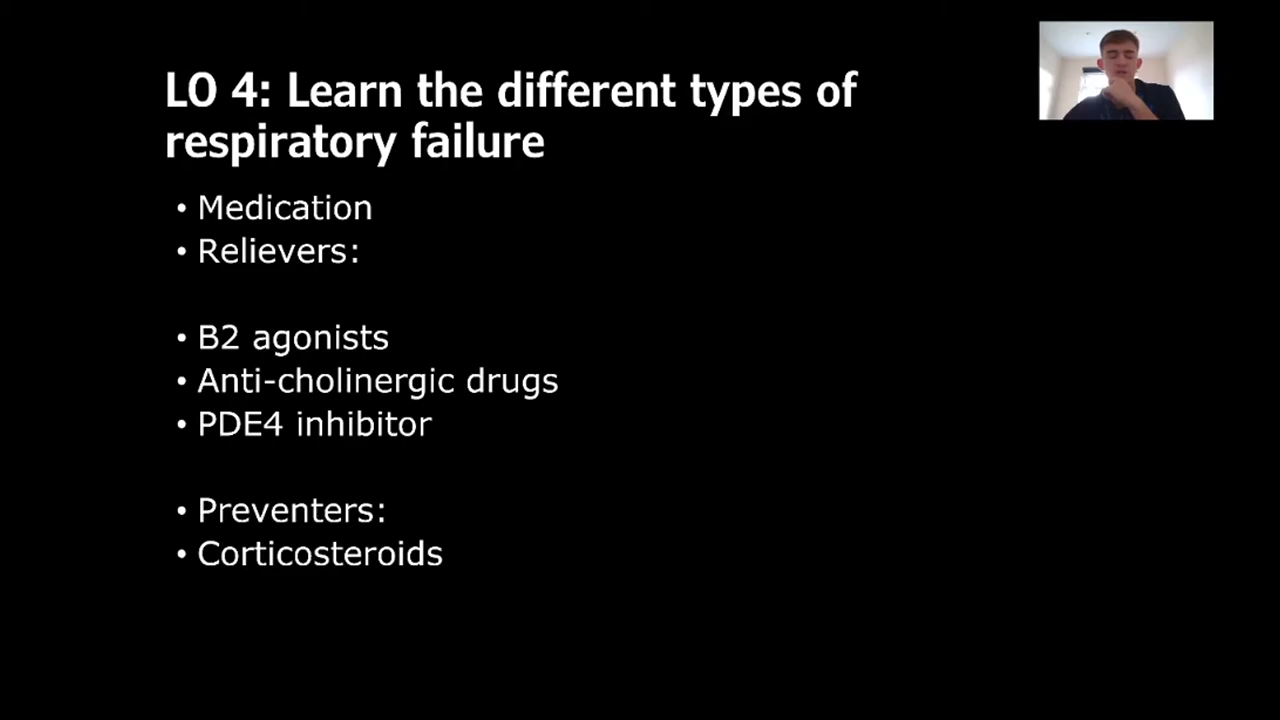 LO 4: Learn the different types of
respiratory failure
• Medication
• Relievers:
• B2 agonists
• Anti-cholinergic drugs
• PDE4 inhibitor
• Preventers:
• Corticosteroids